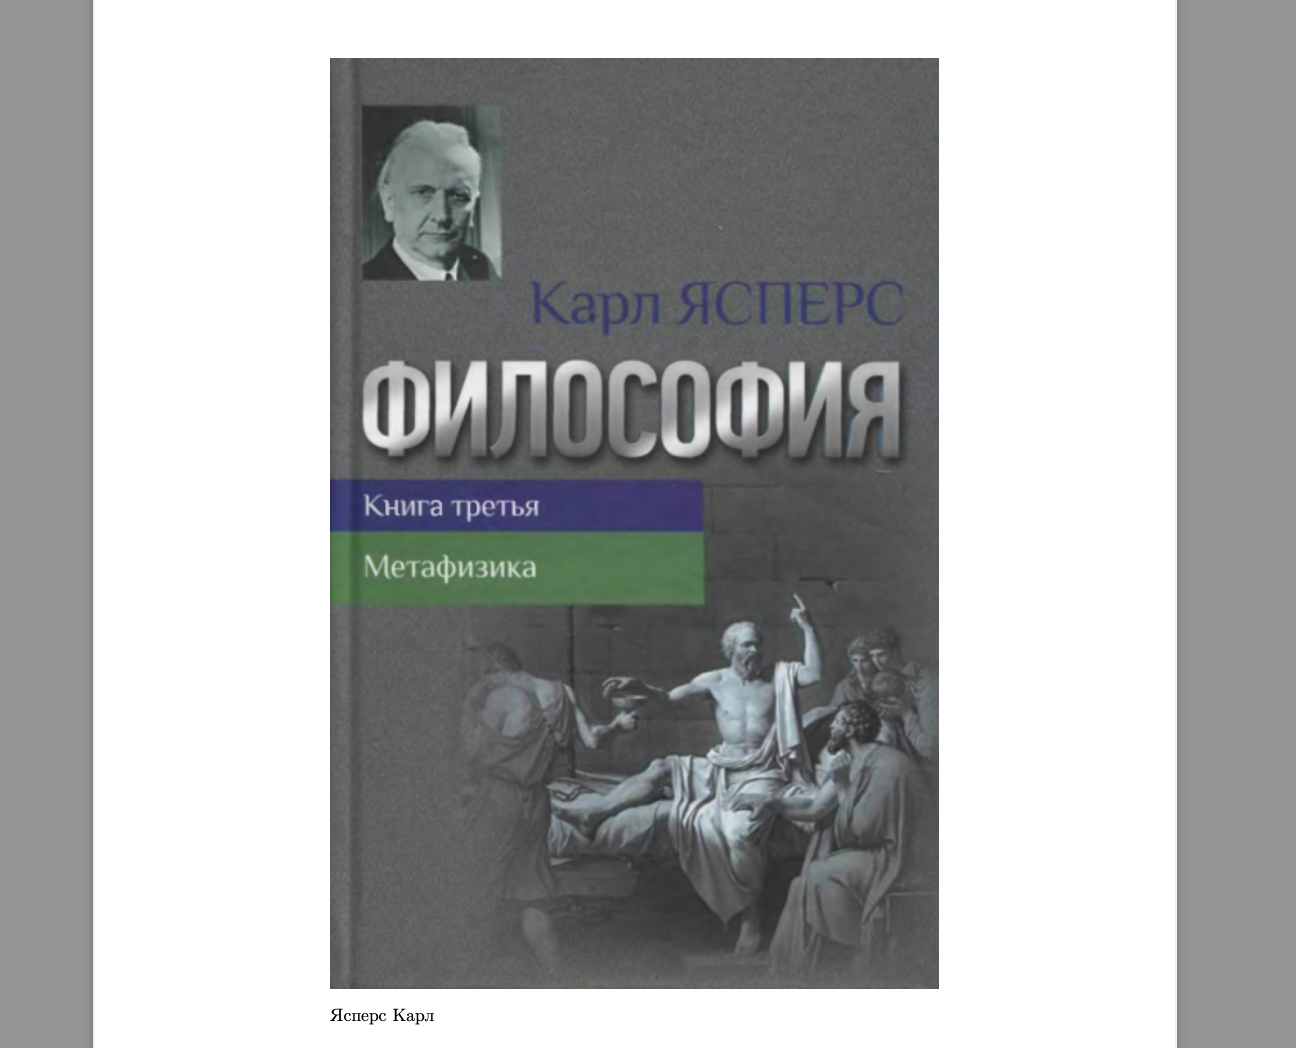 Карл ЯСПЕРС
ФИЛОСОФИЯ
Книга третья
Метафизика
Ясперс Карл